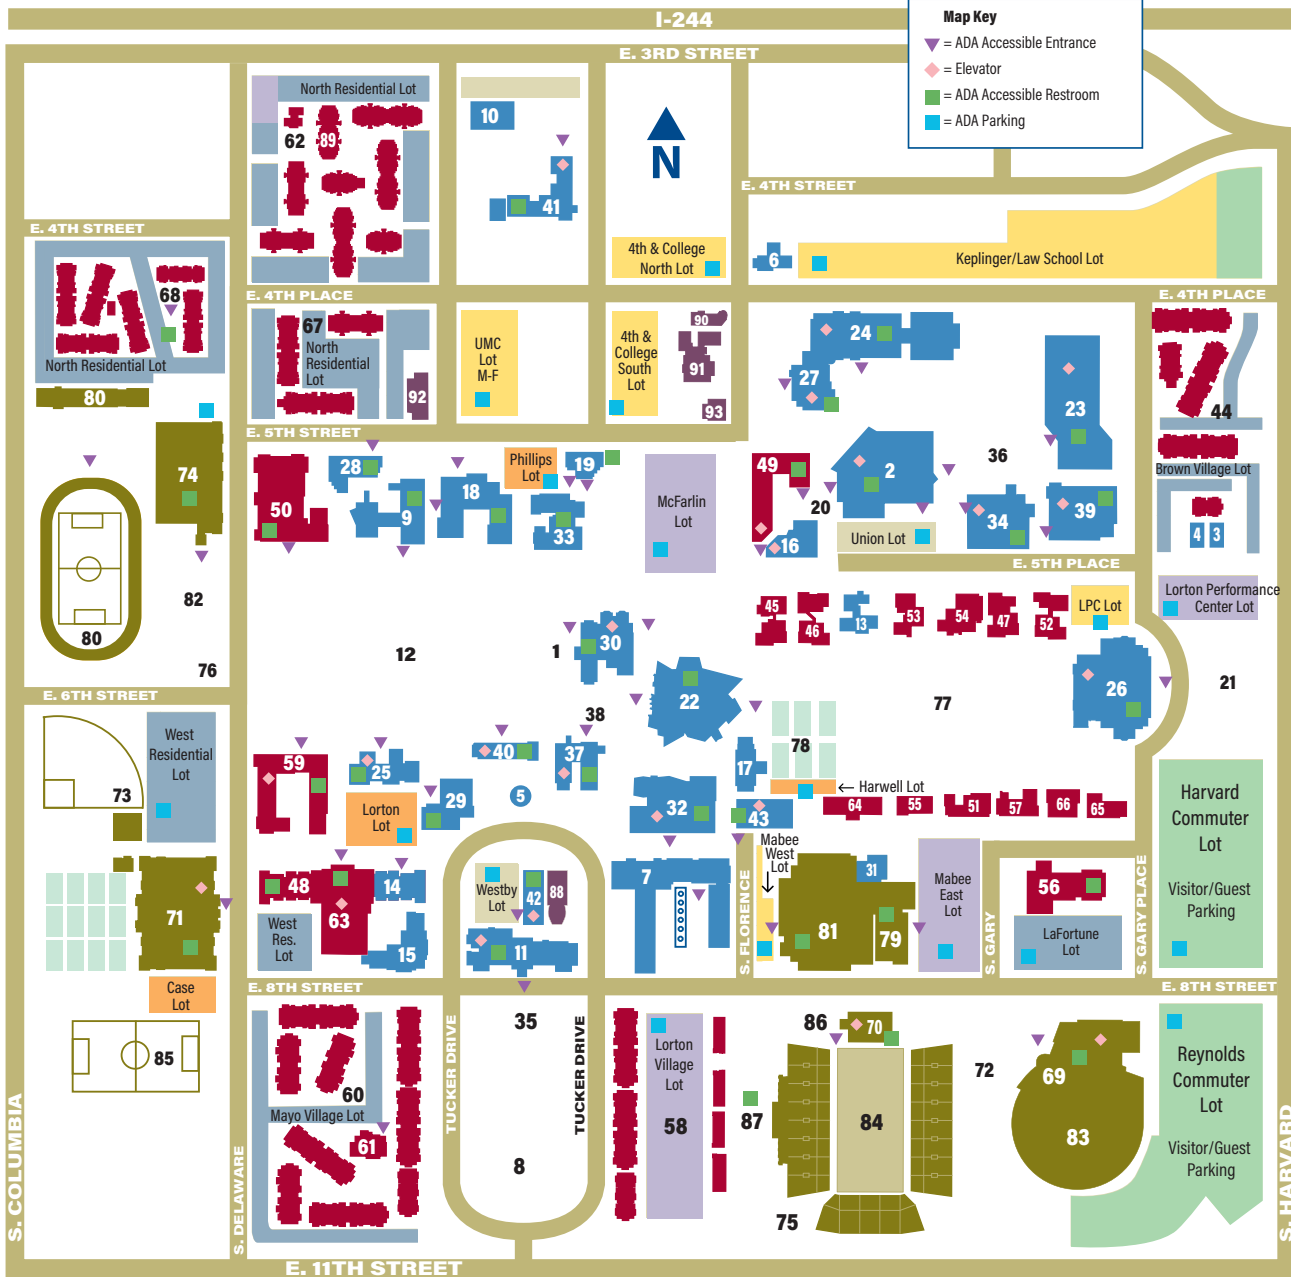 I-244
E. 3RD STREET
Map Key
= ADA Accessible Entrance
= Elevator
= ADA Accessible Restroom
= ADA Parking
North Residential Lot
62
89
10
41
N
E. 4TH STREET
4th & College
North Lot
6
Keplinger/Law School Lot
E. 4TH STREET
68
North Residential Lot
E. 4TH PLACE
E. 4TH PLACE
67
North
Residential
Lot
92
UMC
Lot
M-F
4th &
College
South
Lot
90
91
93
24
27
23
44
Brown Village Lot
4
3
80
74
80
82
76
E. 5TH STREET
50
28
9
18
Phillips
Lot
19
33
McFarlin
Lot
49
20
16
2
36
Union Lot
34
39
E. 5TH PLACE
Lorton Performance
Center Lot
45
46
13
53
54
47
52
LPC Lot
12
1
30
38
22
77
26
21
E. 6TH STREET
73
West
Residential
Lot
59
25
Lorton
Lot
29
40
5
37
32
17
43
78
Harwell Lot
64
55
51
57
66
65
Harvard
Commuter
Lot
Visitor/Guest
Parking
71
Case
Lot
48
63
14
West
Res.
Lot
15
Westby
Lot
42
88
11
7
S. FLORENCE
Mabee
West
Lot
31
81
79
Mabee
East
Lot
S. GARY
56
LaFortune
Lot
S. GARY PLACE
E. 8TH STREET
E. 8TH STREET
85
60
Mayo Village Lot
61
TUCKER DRIVE
35
8
TUCKER DRIVE
Lorton
Village
Lot
58
87
86
70
84
75
72
69
83
Reynolds
Commuter
Lot
Visitor/Guest
Parking
S. COLUMBIA
S. DELAWARE
S. HARVARD
E. 11TH STREET